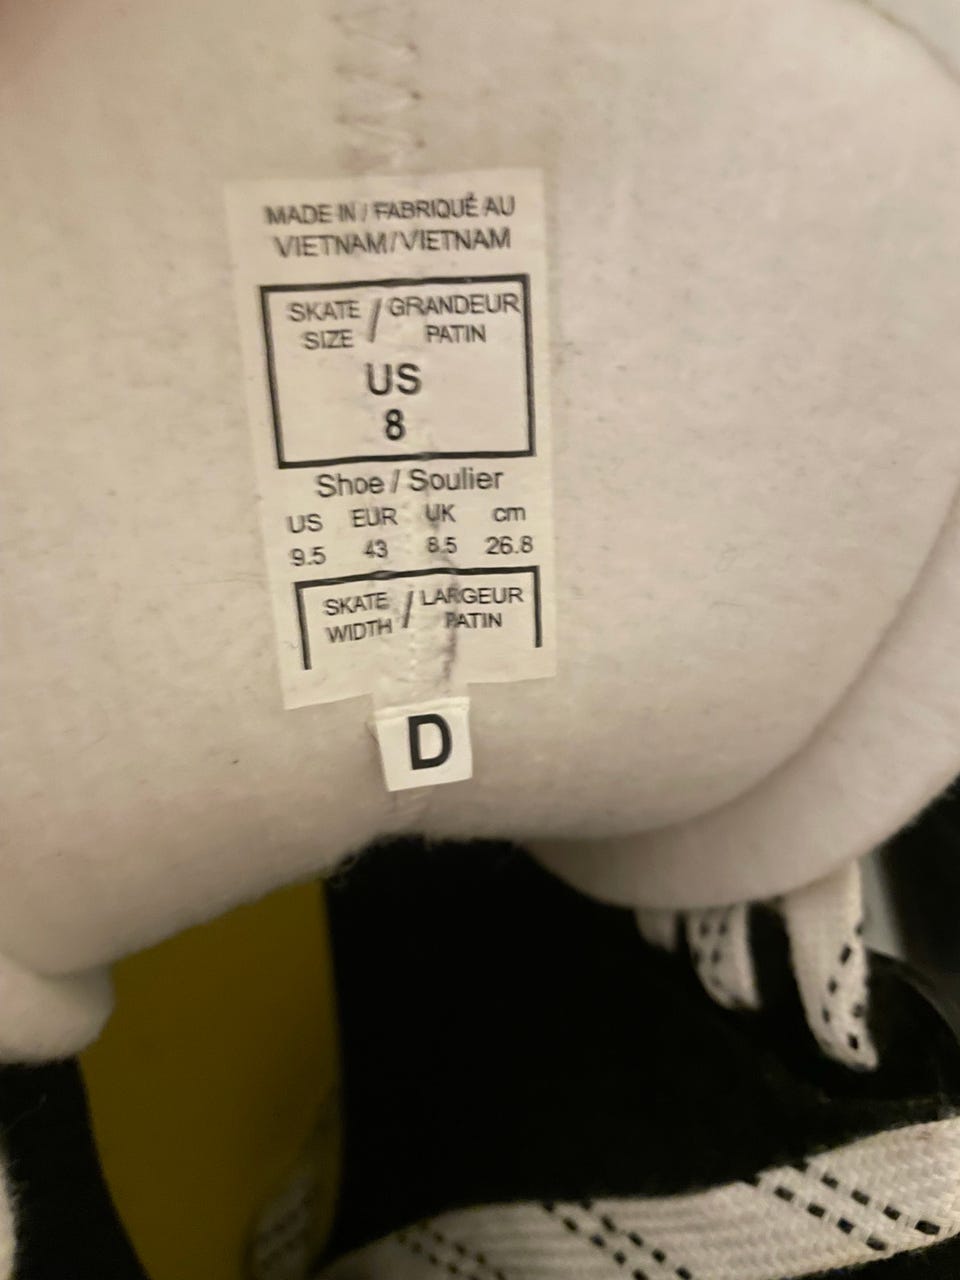 MADE IN / FABRIQUÉ AU
VIETNAM/VIETNAM
SKATE / GRANDEUR
SIZE PATIN
US
8
Shoe / Soulier
US EUR UK cm
9.5 43 8.5 26.8
SKATE / LARGEUR
WIDTH PATIN
D